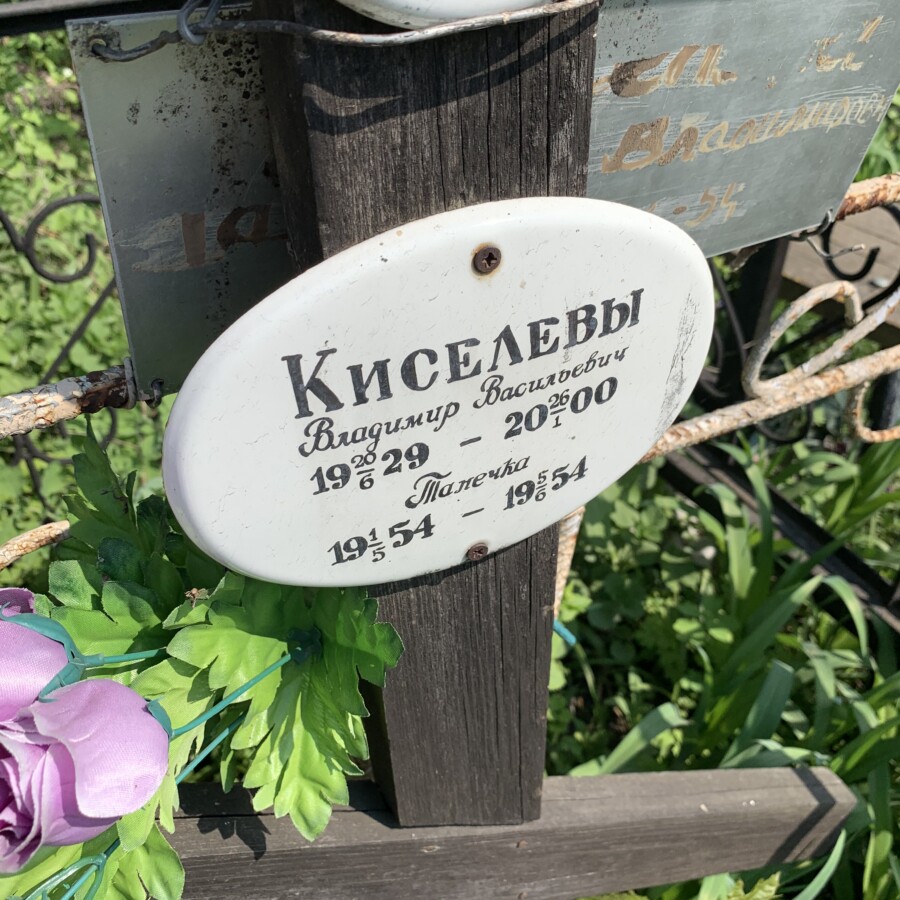 Киселевы
Владимир Васильевич
19 20/6 29 – 20 26/1 00
Танечка
19 1/5 54 – 19 5/6 54